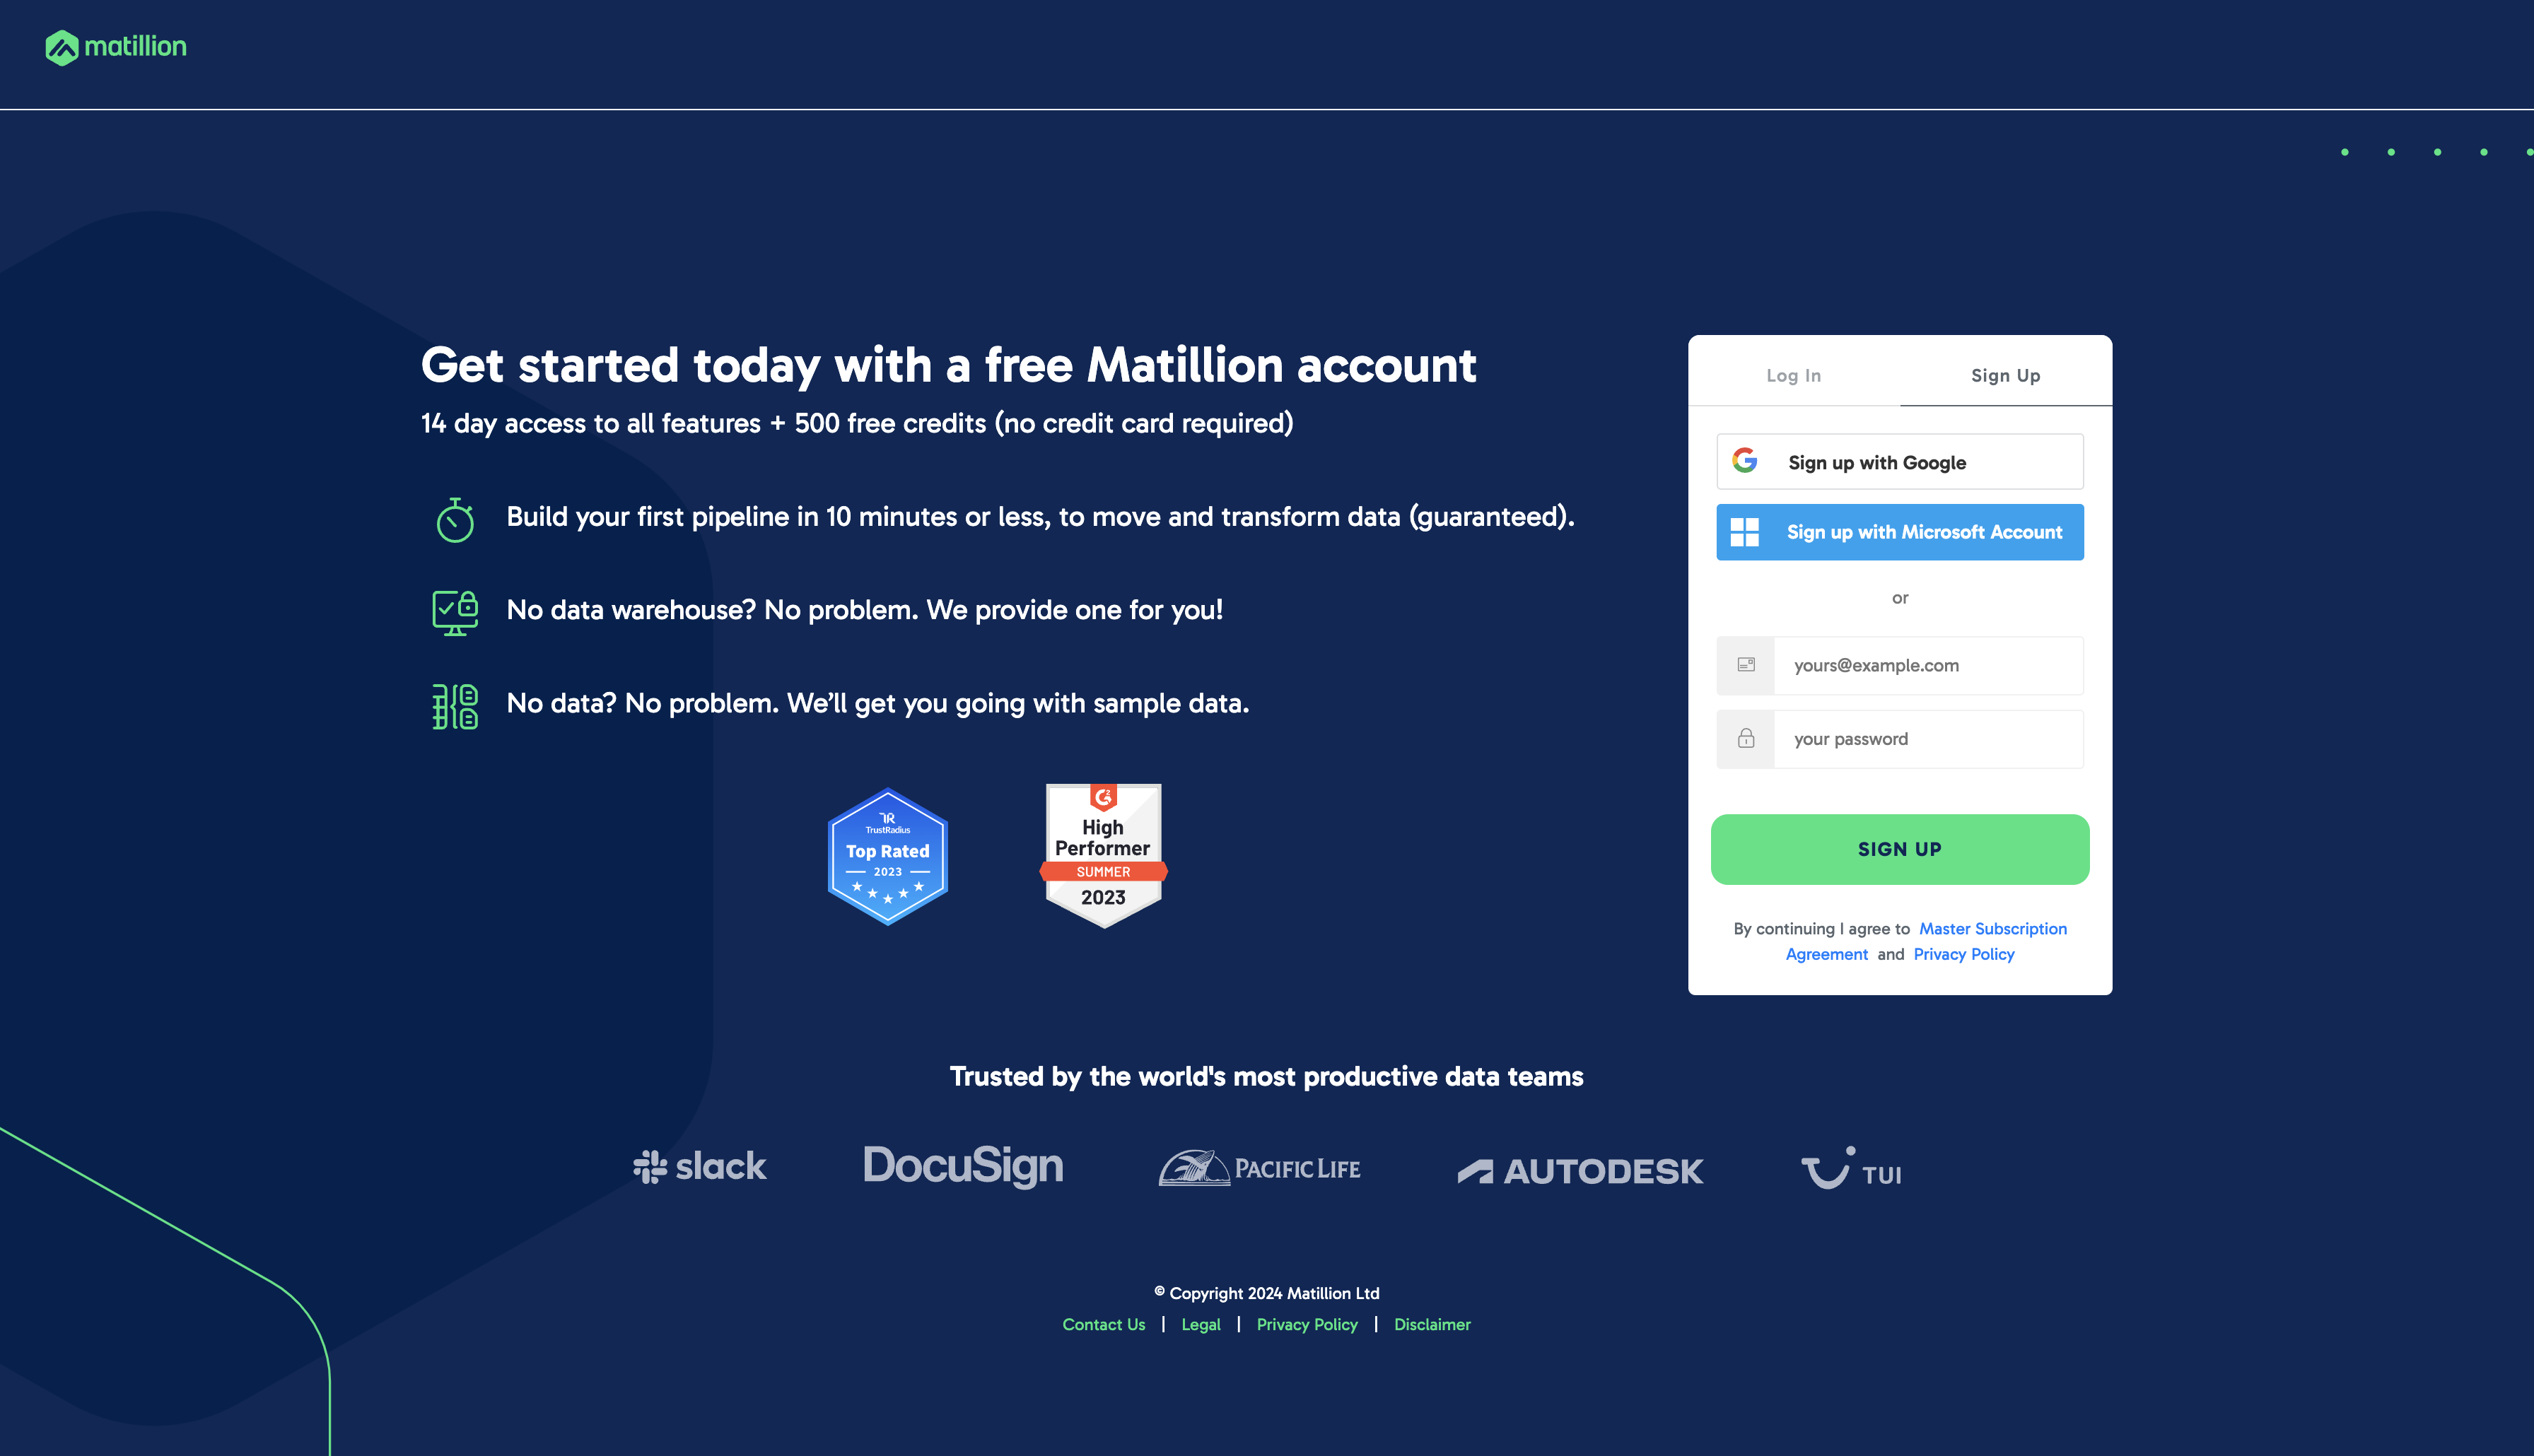 matillion
Get started today with a free Matillion account
14 day access to all features + 500 free credits (no credit card required)
Build your first pipeline in 10 minutes or less, to move and transform data (guaranteed).
No data warehouse? No problem. We provide one for you!
No data? No problem. We’ll get you going with sample data.
TR
TrustRadius
Top Rated
2023
G2
High
Performer
SUMMER
2023
Log In
Sign Up
Sign up with Google
Sign up with Microsoft Account
or
yours@example.com
your password
SIGN UP
By continuing I agree to Master Subscription
Agreement and Privacy Policy
Trusted by the world's most productive data teams
slack
DocuSign
PACIFIC LIFE
AUTODESK
TUI
© Copyright 2024 Matillion Ltd
Contact Us | Legal | Privacy Policy | Disclaimer